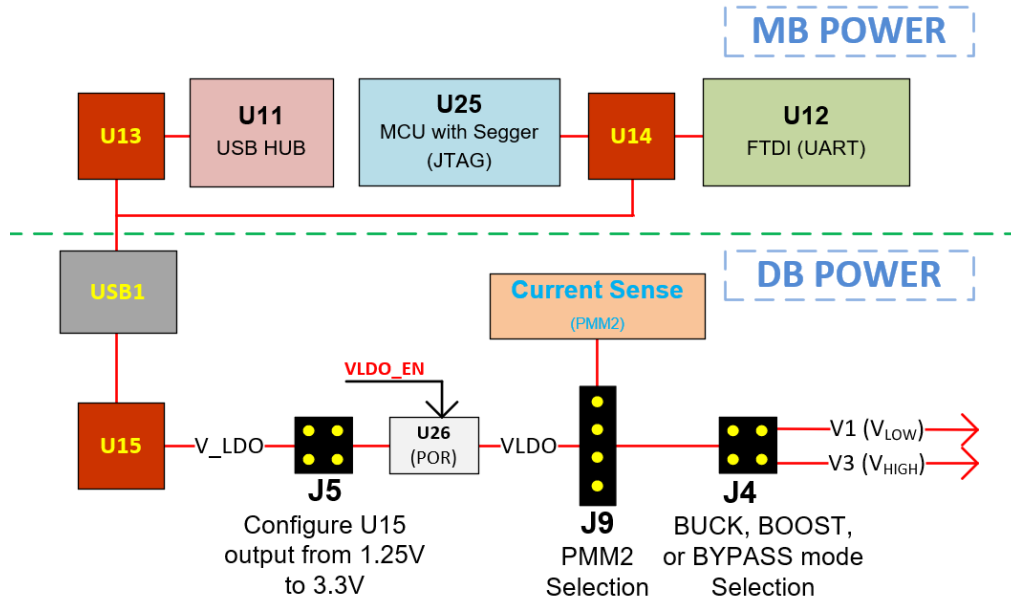 MB POWER
U13
U11
USB HUB
U25
MCU with Segger
(JTAG)
U14
U12
FTDI (UART)
DB POWER
USB1
Current Sense
(PMM2)
VLDO_EN
U15
V_LDO
U26
(POR)
VLDO
V1 (VLOW)
V3 (VHIGH)
J5
Configure U15
output from 1.25V
to 3.3V
J9
PMM2
Selection
J4
BUCK, BOOST,
or BYPASS mode
Selection